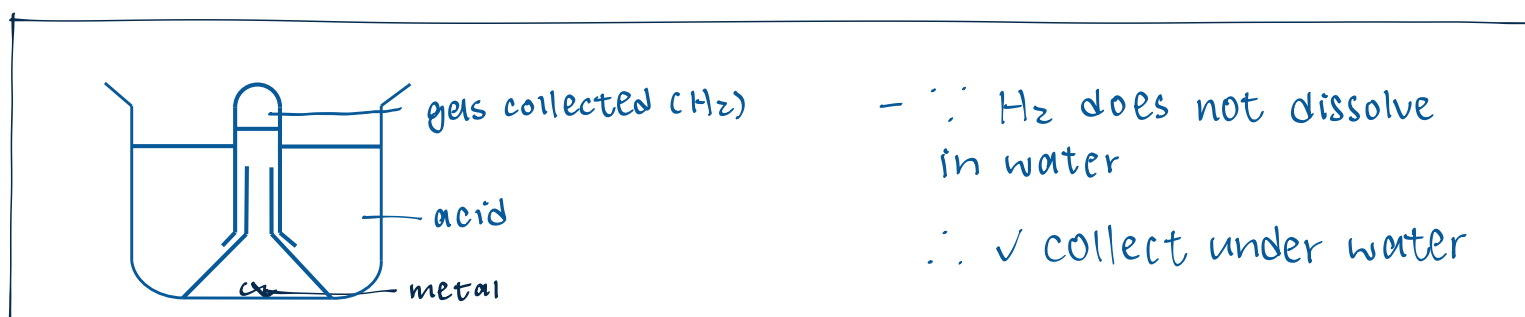 gas collected (H2)
acid
metal
- ∵ H2 does not dissolve
in water
∴ ✓ collect under water